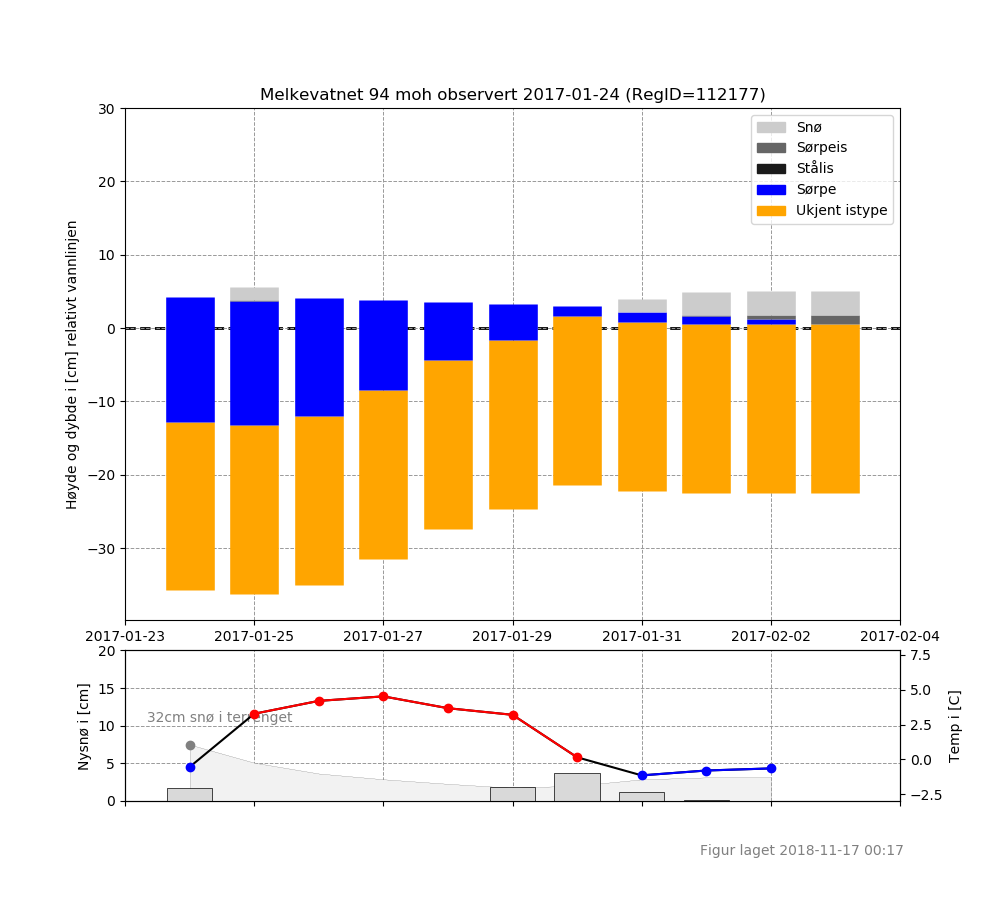 Melkevatnet 94 moh observert 2017-01-24 (RegID=112177)
Høyde og dybde i [cm] relativt vannlinjen
30
20
10
0
−10
−20
−30
Snø
Sørpeis
Stålis
Sørpe
Ukjent istype
2017-01-23 2017-01-25 2017-01-27 2017-01-29 2017-01-31 2017-02-02 2017-02-04
Nysnø i [cm]
20
15
10
5
0
32cm snø i terrenget
7.5
5.0
2.5
0.0
−2.5
Temp i [C]
Figur laget 2018-11-17 00:17